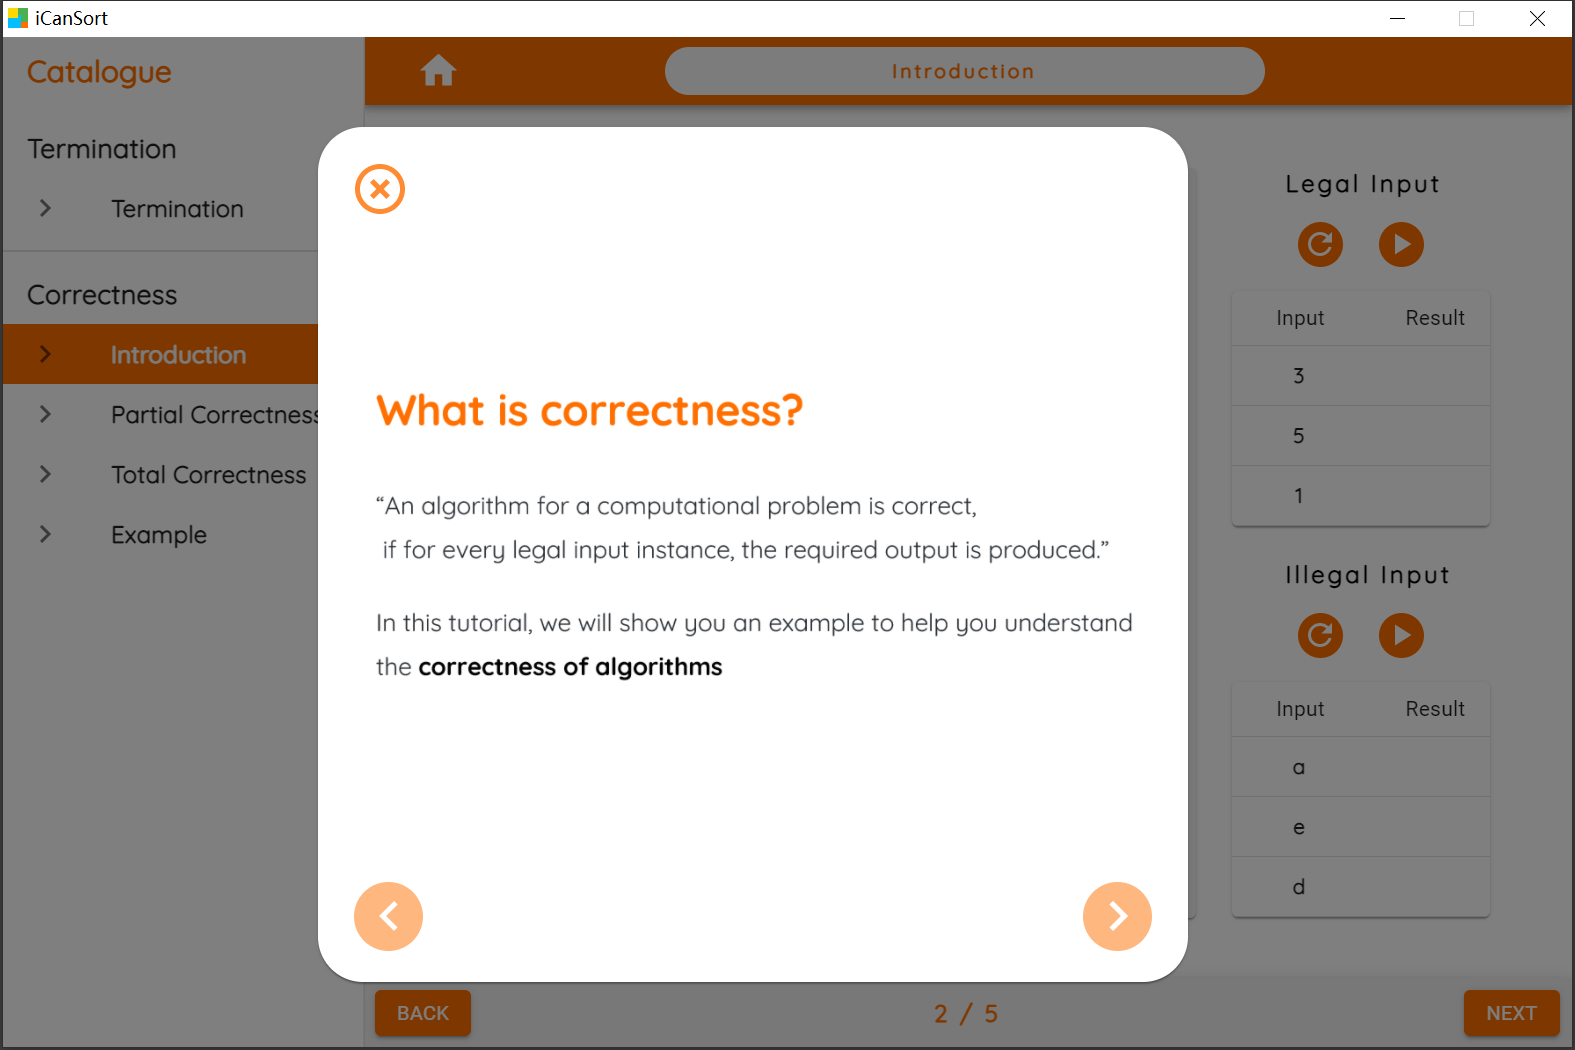 iCanSort
Catalogue
Introduction
Termination
Termination
Correctness
Introduction
Partial Correctness
Total Correctness
Example
What is correctness?
“An algorithm for a computational problem is correct,
if for every legal input instance, the required output is produced.”
In this tutorial, we will show you an example to help you understand
the correctness of algorithms
Legal Input
Input Result
3
5
1
Illegal Input
Input Result
a
e
d
BACK
2 / 5
NEXT